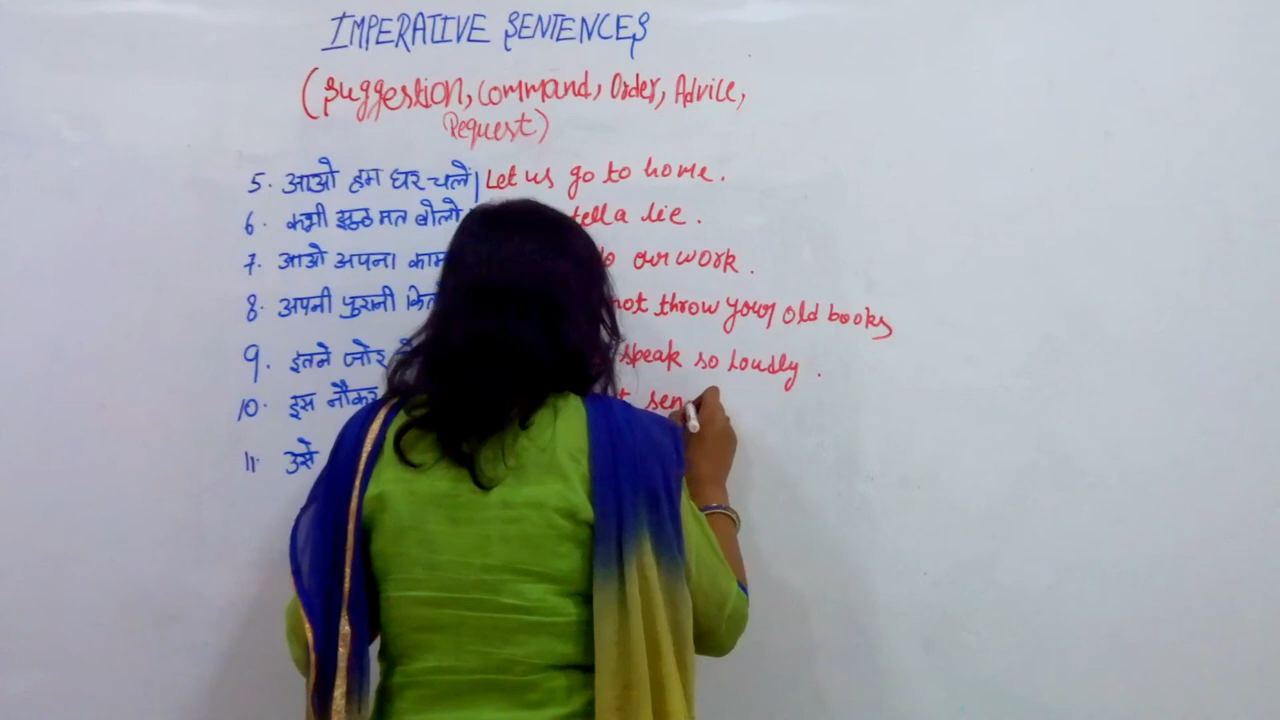 IMPERATIVE SENTENCES
(Suggestion, Command, Order, Advice,
Request)
5. आओ हम घर चलें| Let us go to home.
6. कभी झूठ मत बोलो tell a lie.
7. आओ अपना काम our work.
8. अपनी पुरानी not throw your old books
9. इतने जोर speak so loudly.
10. इस नौकर sen
11. उसे